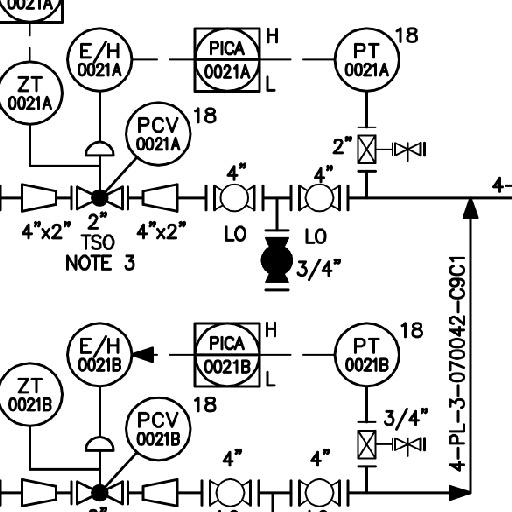 0021A
E/H
0021A
PICA
0021A
H
L
PT
0021A
18
ZT
0021A
PCV
0021A
18
2"
4"
4"
4-
4"x2"
2"
TSO
NOTE 3
4"x2"
LO
LO
3/4"
4-PL-3-070042-C9C1
E/H
0021B
PICA
0021B
H
L
PT
0021B
18
ZT
0021B
PCV
0021B
18
3/4"
4"
4"